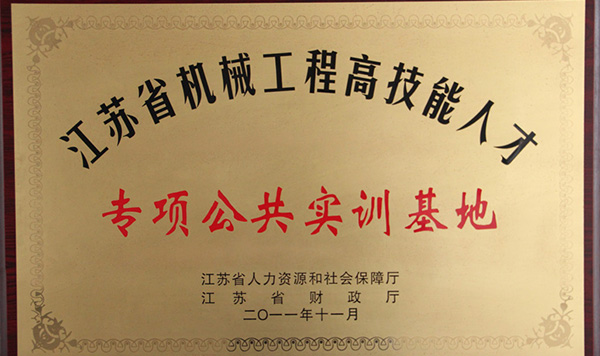 江苏省机械工程高技能人才
专项公共实训基地
江苏省人力资源和社会保障厅
江苏省财政厅
二〇一一年十一月